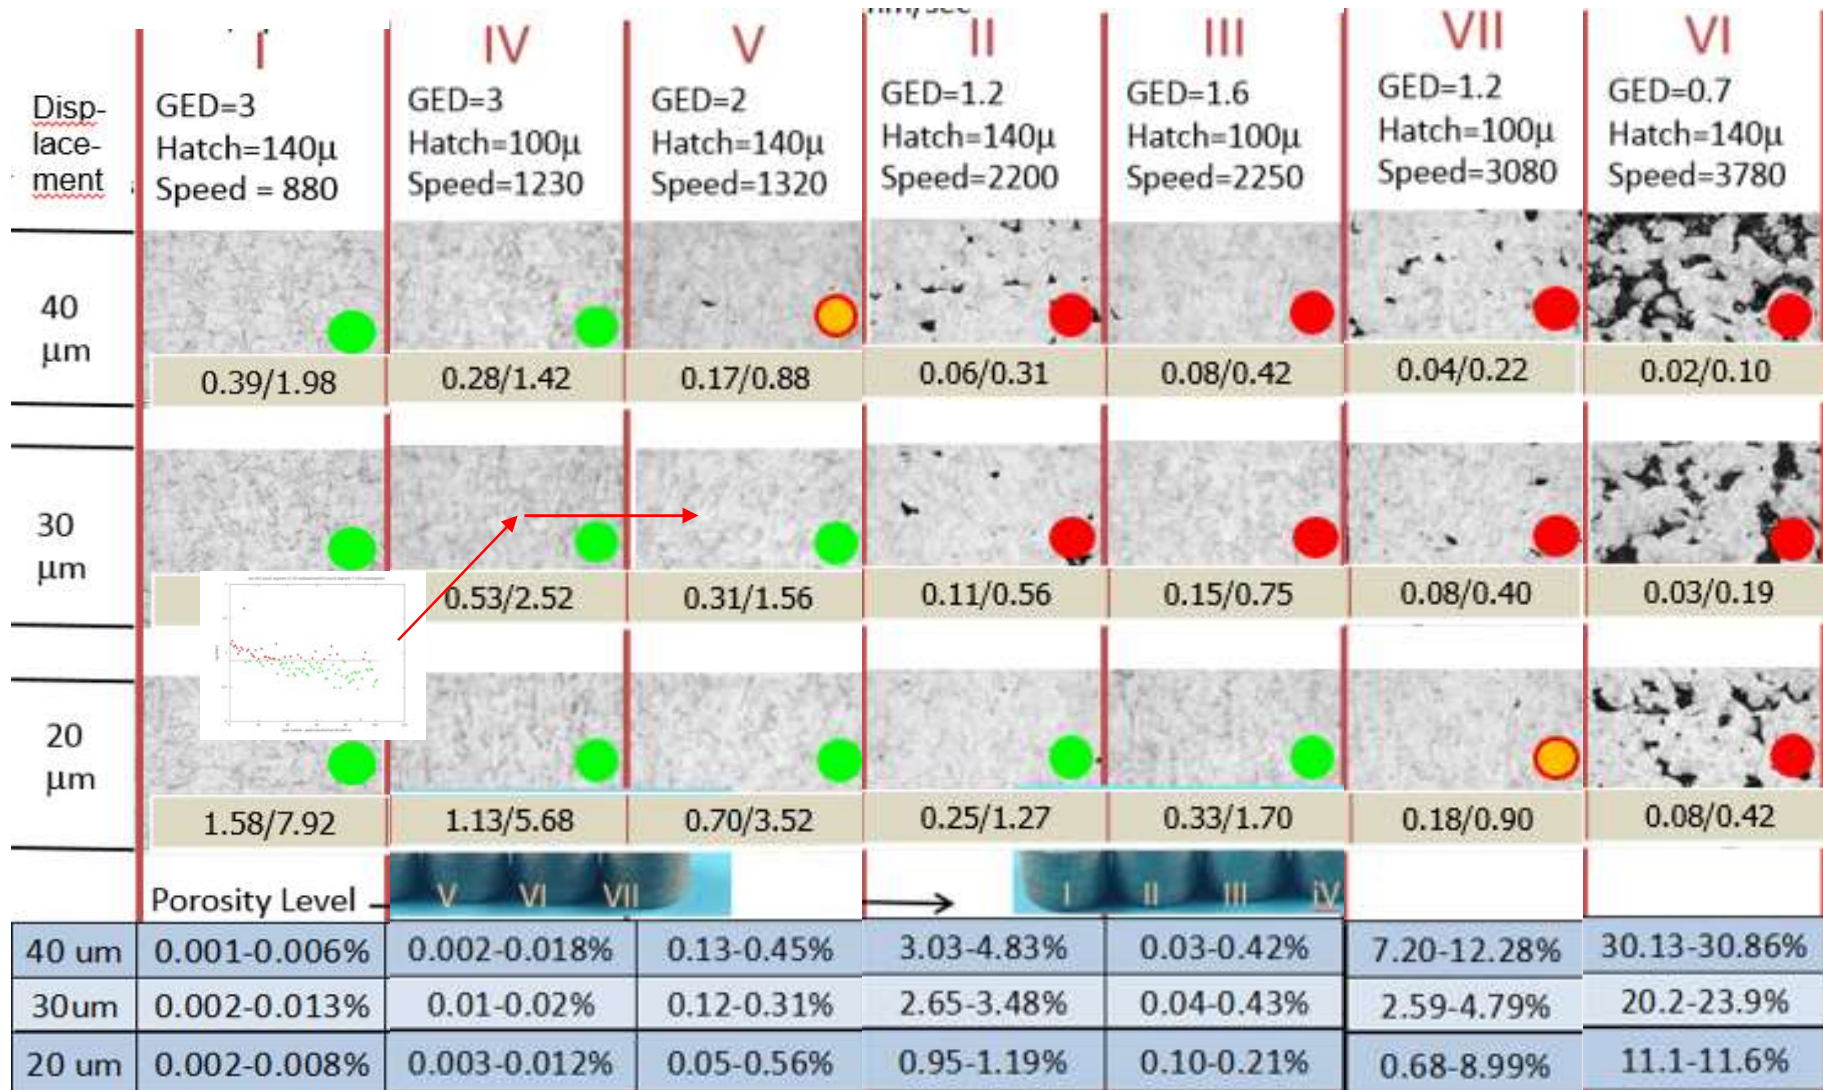 mm/sec
I
IV
V
II
III
VII
VI
Disp-
lace-
ment
GED=3
Hatch=140µ
Speed = 880
GED=3
Hatch=100µ
Speed=1230
GED=2
Hatch=140µ
Speed=1320
GED=1.2
Hatch=140µ
Speed=2200
GED=1.6
Hatch=100µ
Speed=2250
GED=1.2
Hatch=100µ
Speed=3080
GED=0.7
Hatch=140µ
Speed=3780
40
µm
0.39/1.98
0.28/1.42
0.17/0.88
0.06/0.31
0.08/0.42
0.04/0.22
0.02/0.10
30
µm
0.53/2.52
0.31/1.56
0.11/0.56
0.15/0.75
0.08/0.40
0.03/0.19
20
µm
1.58/7.92
1.13/5.68
0.70/3.52
0.25/1.27
0.33/1.70
0.18/0.90
0.08/0.42
Porosity Level
V VI VII
I II III iV
40 um 0.001-0.006% 0.002-0.018% 0.13-0.45% 3.03-4.83% 0.03-0.42% 7.20-12.28% 30.13-30.86%
30um 0.002-0.013% 0.01-0.02% 0.12-0.31% 2.65-3.48% 0.04-0.43% 2.59-4.79% 20.2-23.9%
20 um 0.002-0.008% 0.003-0.012% 0.05-0.56% 0.95-1.19% 0.10-0.21% 0.68-8.99% 11.1-11.6%